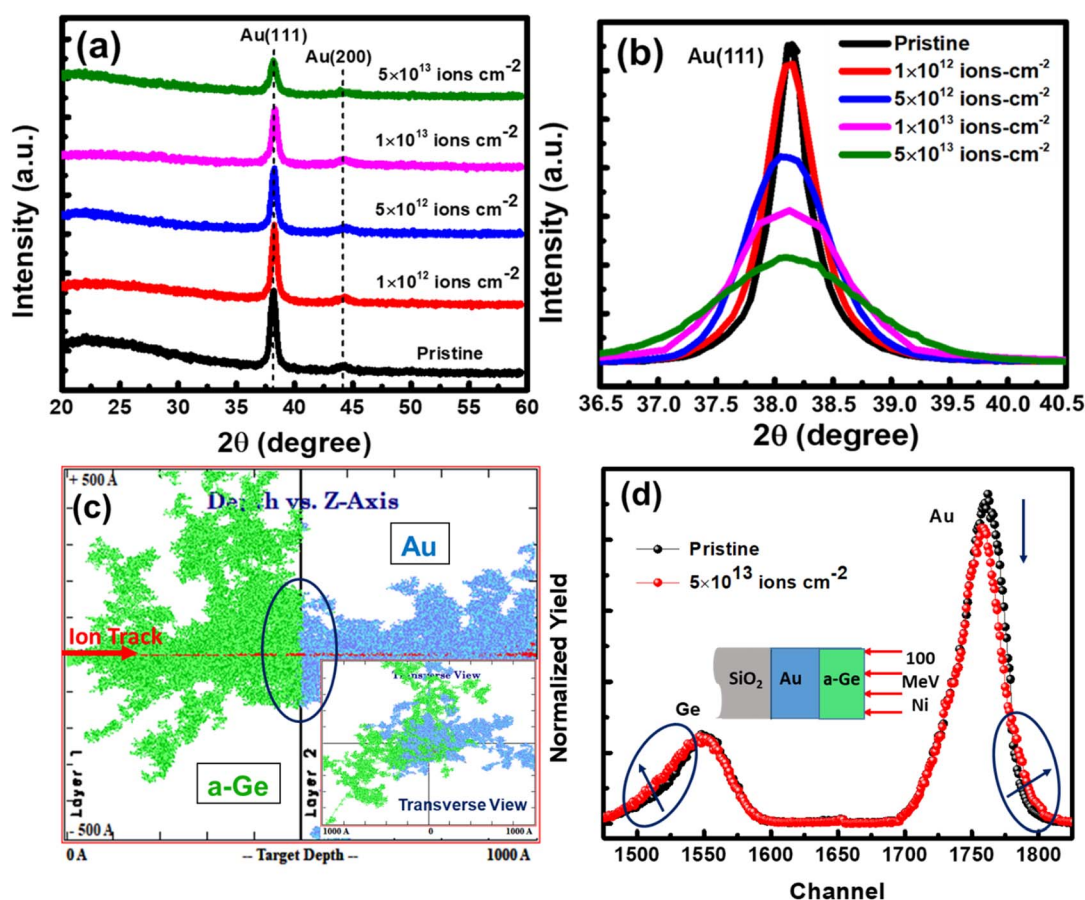 (a)
Au(111)
Au(200)
5×10¹³ ions cm⁻²
1×10¹³ ions cm⁻²
5×10¹² ions cm⁻²
1×10¹² ions cm⁻²
Pristine
Intensity (a.u.)
20 25 30 35 40 45 50 55 60
2θ (degree)
(b)
Au(111)
Pristine
1×10¹² ions-cm⁻²
5×10¹² ions-cm⁻²
1×10¹³ ions-cm⁻²
5×10¹³ ions-cm⁻²
Intensity (a.u.)
36.5 37.0 37.5 38.0 38.5 39.0 39.5 40.0 40.5
2θ (degree)
+ 500 A
(c)
Depth vs. Z-Axis
Au
Ion Track
a-Ge
Layer 1
Layer 2
Transverse View
Transverse View
1000 A 0 1000 A
- 500 A
0 A -- Target Depth -- 1000 A
(d)
Au
Pristine
5×10¹³ ions cm⁻²
SiO₂ Au a-Ge
100
MeV
Ni
Ge
Normalized Yield
1500 1550 1600 1650 1700 1750 1800
Channel